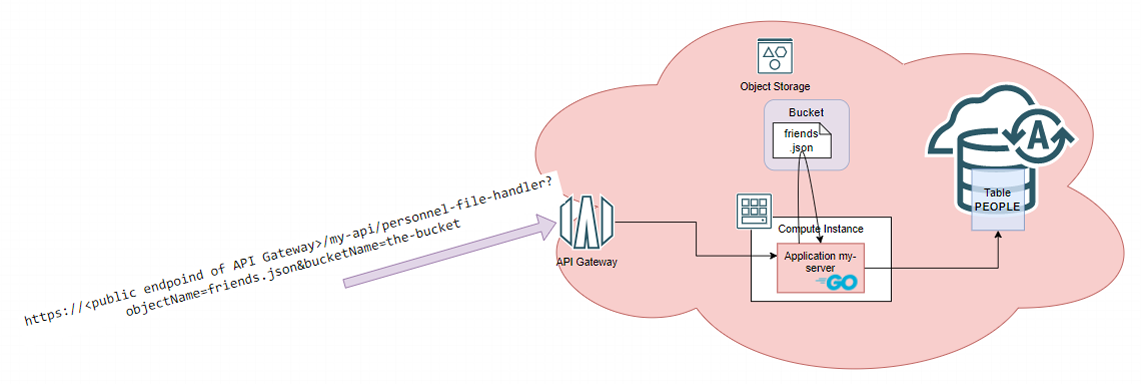 https://<public endpoind of API Gateway>/my-api/personnel-file-handler?
objectName=friends.json&bucketName=the-bucket
API Gateway
Object Storage
Bucket
friends
.json
Compute Instance
Application my-
server
GO
A
Table
PEOPLE